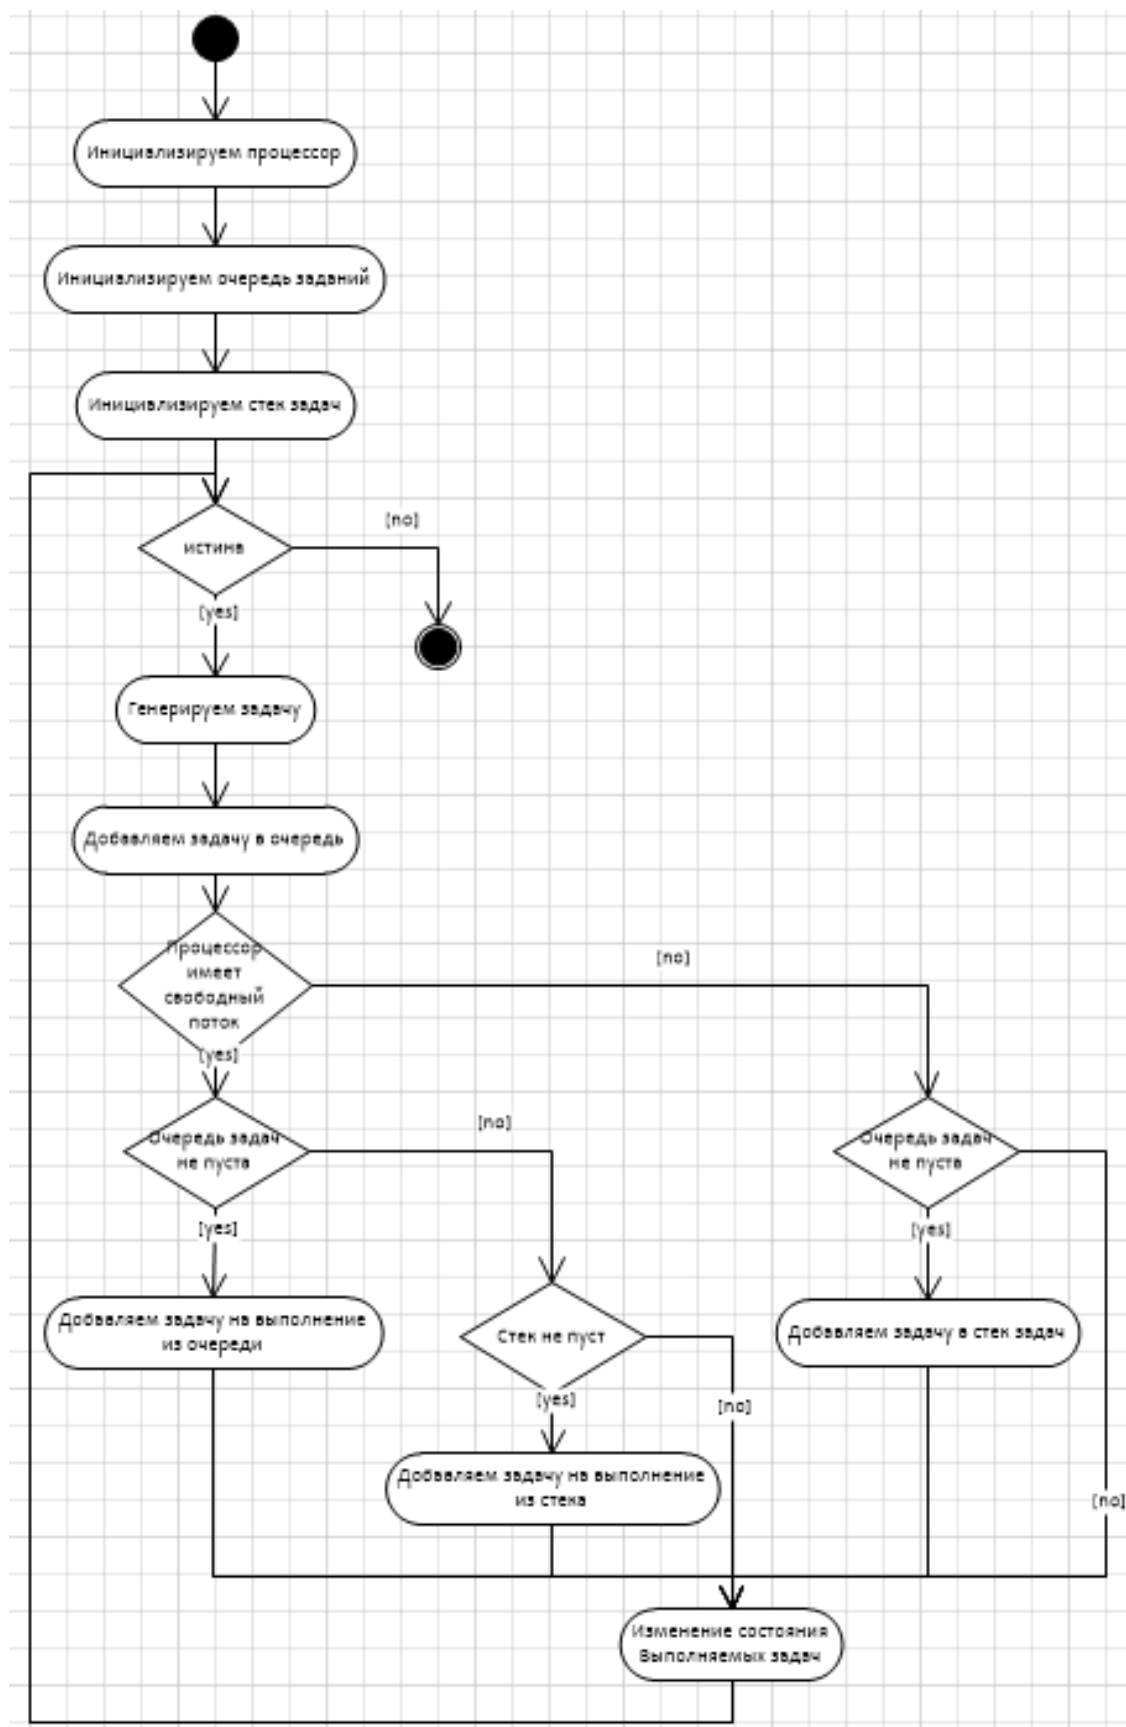 Инициализируем процессор
Инициализируем очередь заданий
Инициализируем стек задач
истина
[no]
[yes]
Генерируем задачу
Добавляем задачу в очередь
Процессор
имеет
свободный
поток
[no]
[yes]
Очередь задач
не пуста
[no]
Очередь задач
не пуста
[yes]
[yes]
Добавляем задачу на выполнение
из очереди
Стек не пуст
Добавляем задачу в стек задач
[yes]
[no]
Добавляем задачу на выполнение
из стека
[no]
Изменение состояния
Выполняемых задач